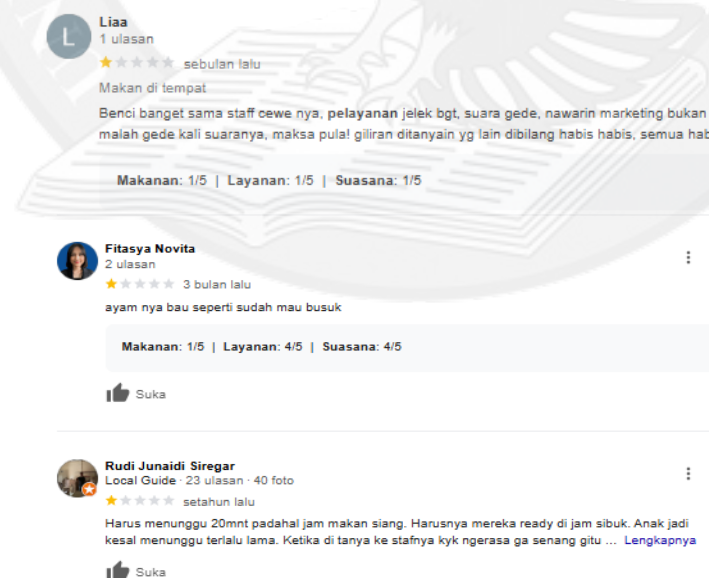 Liaa
L
1 ulasan
sebulan lalu
Makan di tempat
Benci banget sama staff cewe nya, pelayanan jelek bgt, suara gede, nawarin marketing bukan
malah gede kali suaranya, maksa pula! giliran ditanyain yg lain dibilang habis habis, semua hab
Makanan: 1/5 | Layanan: 1/5 | Suasana: 1/5
Fitasya Novita
2 ulasan
3 bulan lalu
ayam nya bau seperti sudah mau busuk
Makanan: 1/5 | Layanan: 4/5 | Suasana: 4/5
Suka
Rudi Junaidi Siregar
Local Guide · 23 ulasan · 40 foto
setahun lalu
Harus menunggu 20mnt padahal jam makan siang. Harusnya mereka ready di jam sibuk. Anak jadi
kesal menunggu terlalu lama. Ketika di tanya ke stafnya kyk ngerasa ga senang gitu ... Lengkapnya
Suka